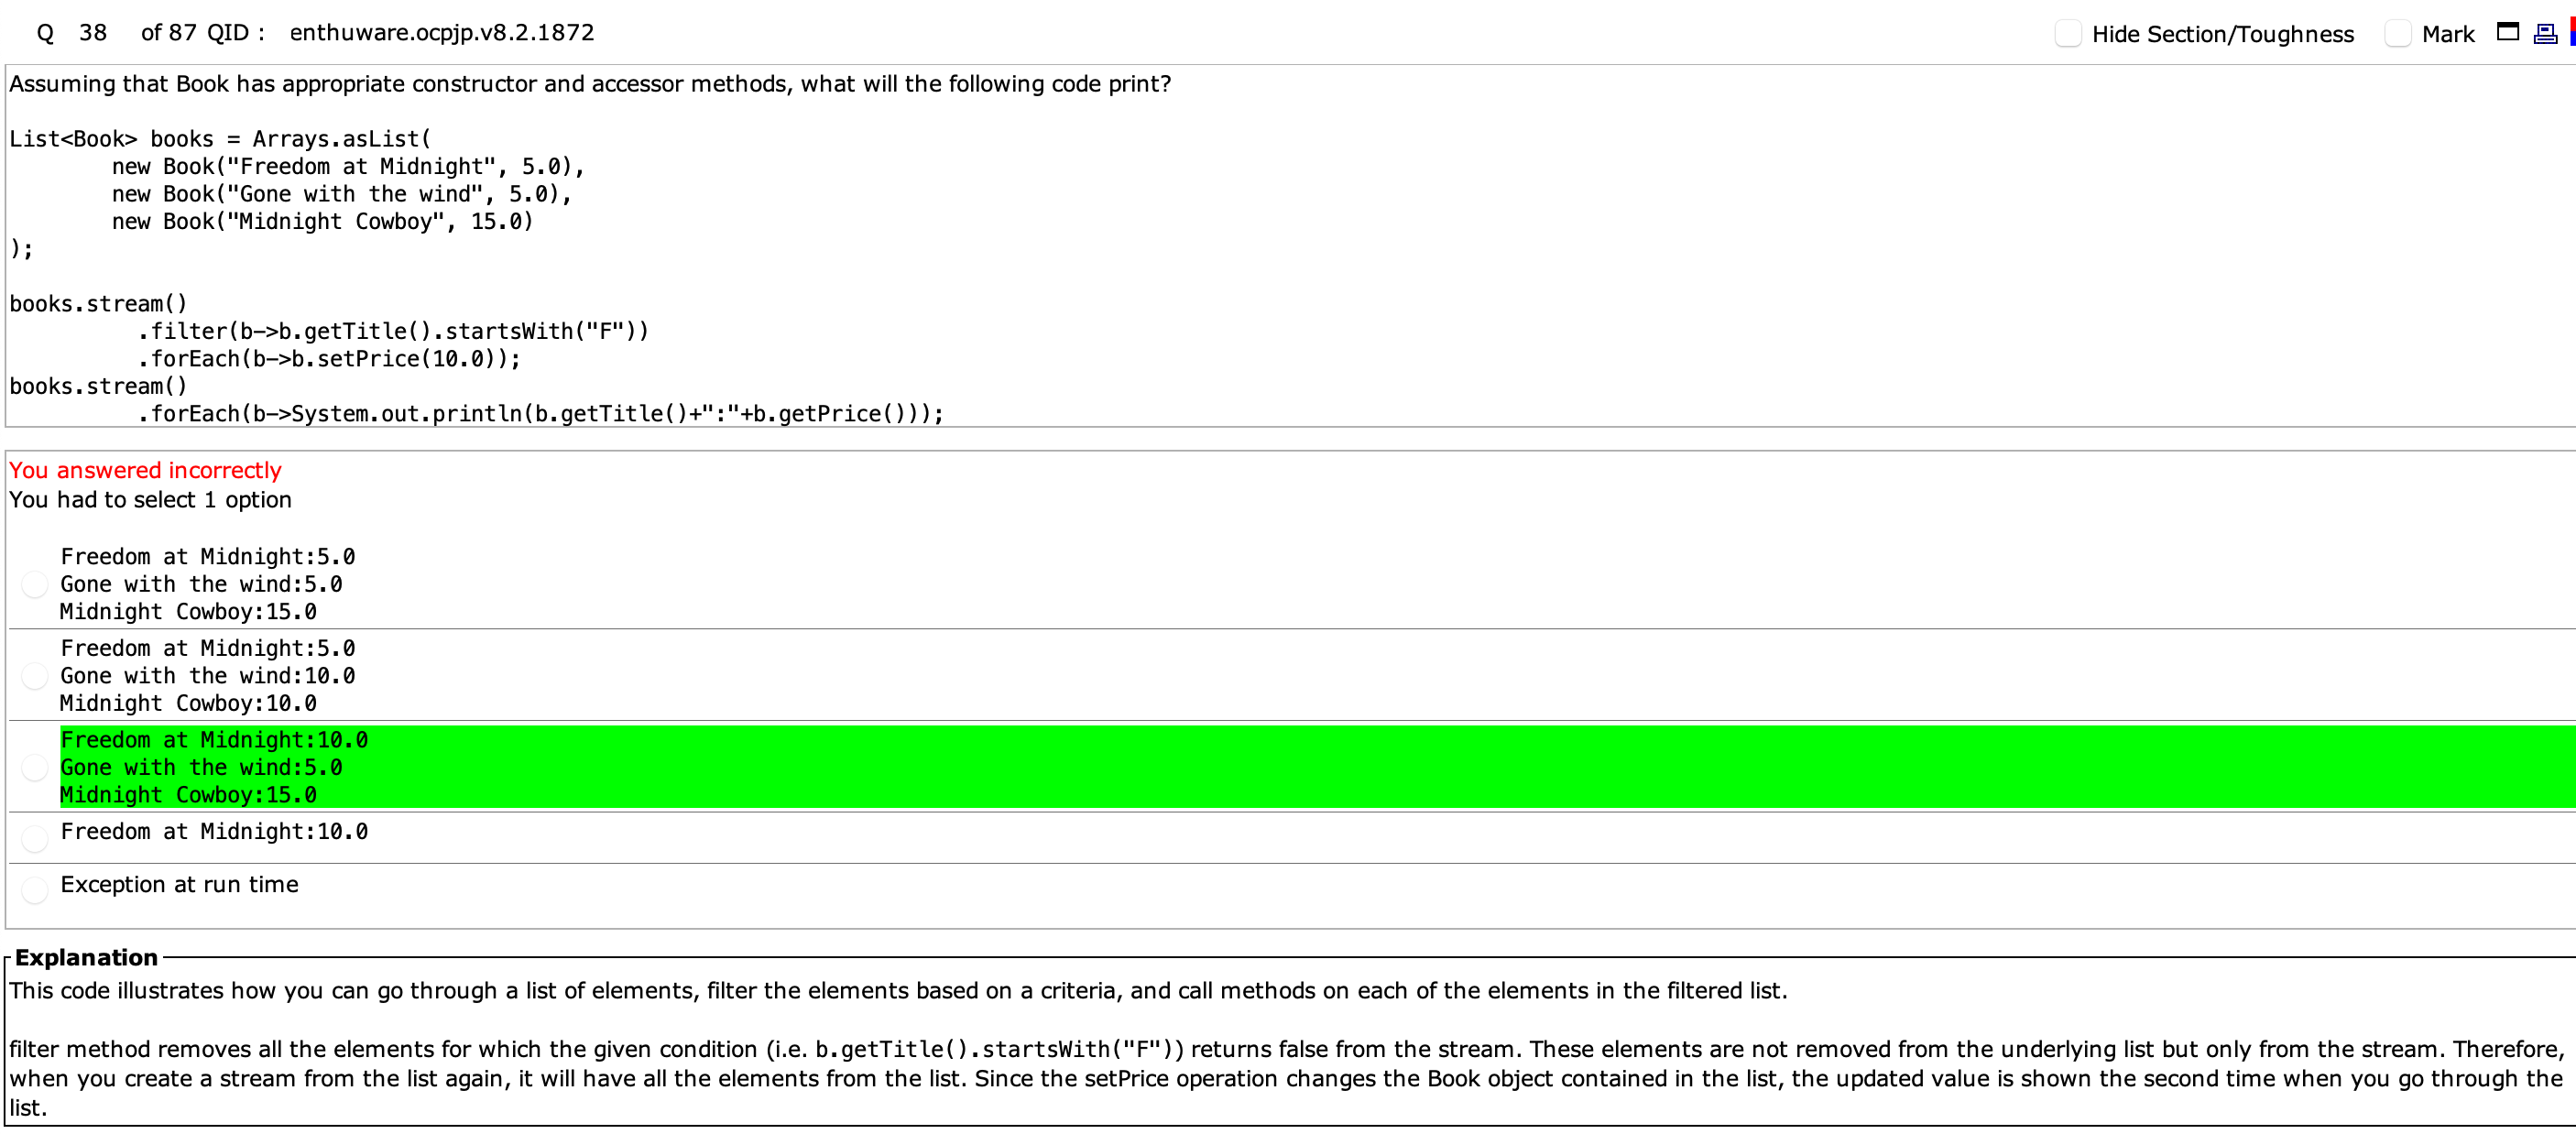 Q 38 of 87 QID : enthuware.ocpjp.v8.2.1872 Hide Section/Toughness Mark
Assuming that Book has appropriate constructor and accessor methods, what will the following code print?
List<Book> books = Arrays.asList(
new Book("Freedom at Midnight", 5.0),
new Book("Gone with the wind", 5.0),
new Book("Midnight Cowboy", 15.0)
);
books.stream()
.filter(b->b.getTitle().startsWith("F"))
.forEach(b->b.setPrice(10.0));
books.stream()
.forEach(b->System.out.println(b.getTitle()+":"+b.getPrice()));
You answered incorrectly
You had to select 1 option
Freedom at Midnight:5.0
Gone with the wind:5.0
Midnight Cowboy:15.0
Freedom at Midnight:5.0
Gone with the wind:10.0
Midnight Cowboy:10.0
Freedom at Midnight:10.0
Gone with the wind:5.0
Midnight Cowboy:15.0
Freedom at Midnight:10.0
Exception at run time
Explanation
This code illustrates how you can go through a list of elements, filter the elements based on a criteria, and call methods on each of the elements in the filtered list.
filter method removes all the elements for which the given condition (i.e. b.getTitle().startsWith("F")) returns false from the stream. These elements are not removed from the underlying list but only from the stream. Therefore,
when you create a stream from the list again, it will have all the elements from the list. Since the setPrice operation changes the Book object contained in the list, the updated value is shown the second time when you go through the
list.